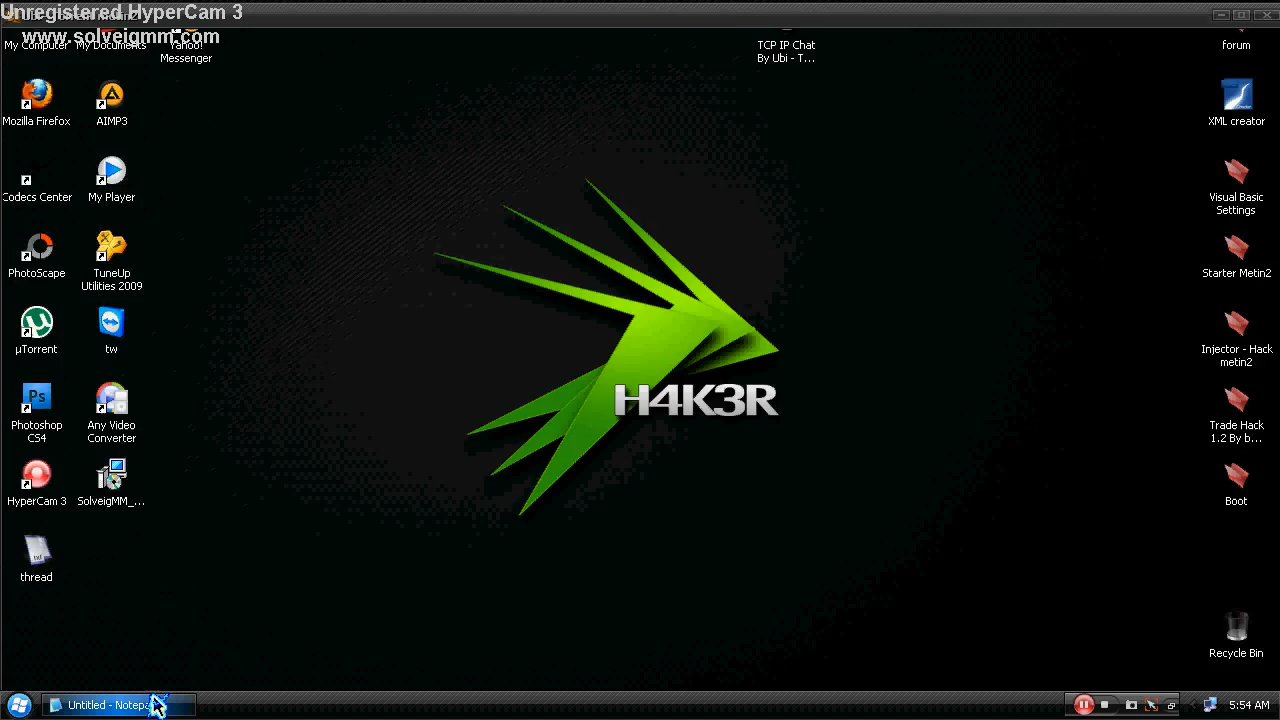 Unregistered HyperCam 3
www.solveigmm.com
My Computer
My Documents
Yahoo!
Messenger
TCP IP Chat
By Ubi - T...
forum
Mozilla Firefox
AIMP3
XML creator
Codecs Center
My Player
Visual Basic
Settings
PhotoScape
TuneUp
Utilities 2009
Starter Metin2
µTorrent
tw
Injector - Hack
metin2
H4K3R
Photoshop
CS4
Any Video
Converter
Trade Hack
1.2 By b...
HyperCam 3
SolveigMM_...
Boot
thread
Recycle Bin
Untitled - Notepa
5:54 AM